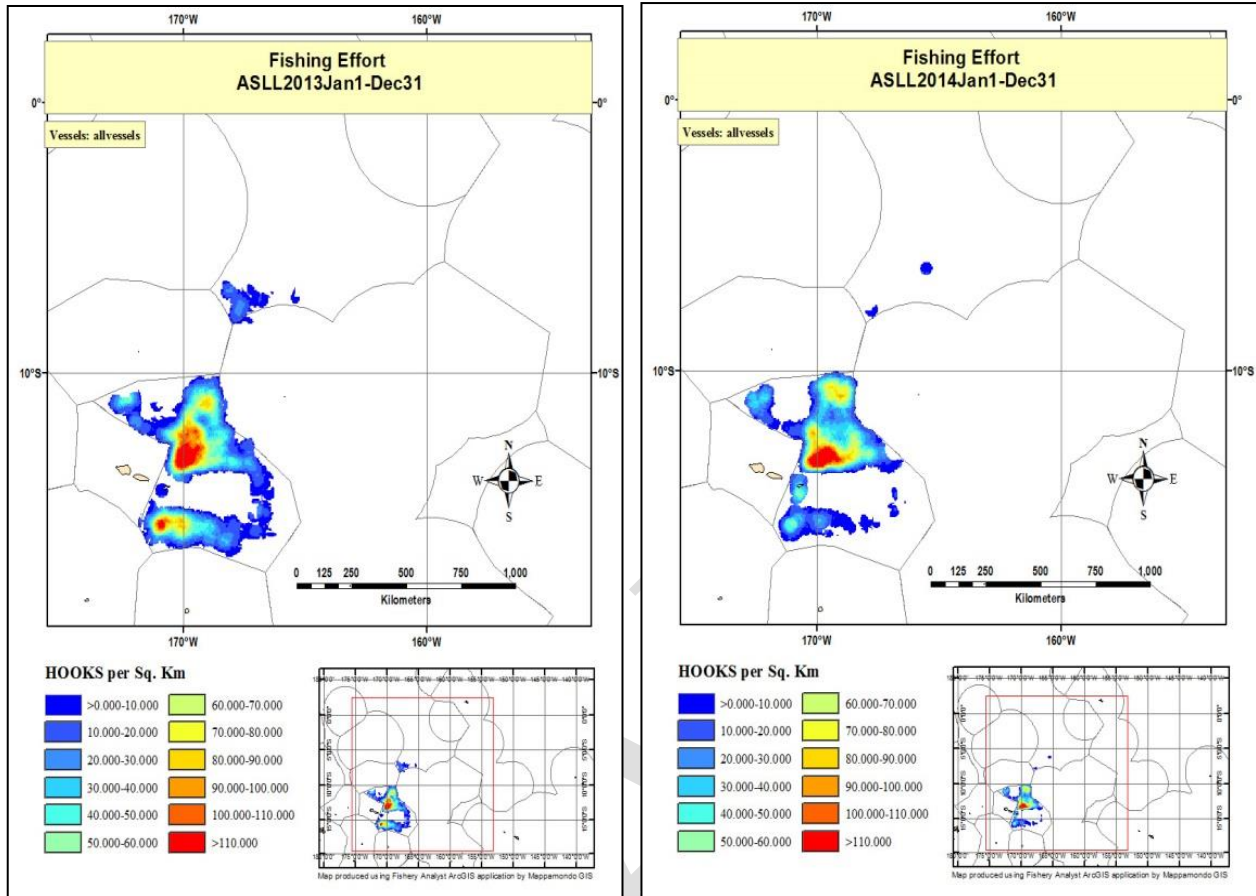 170°W
160°W
Fishing Effort
ASLL2013Jan1-Dec31
0°
0°
Vessels: allvessels
10°S
10°S
N
W
E
S
0 125 250 500 750 1,000
Kilometers
170°W
160°W
HOOKS per Sq. Km
>0.000-10.000
10.000-20.000
20.000-30.000
30.000-40.000
40.000-50.000
50.000-60.000
60.000-70.000
70.000-80.000
80.000-90.000
90.000-100.000
100.000-110.000
>110.000
Map produced using Fishery Analyst ArcGIS application by Mappamondo GIS
170°W
160°W
Fishing Effort
ASLL2014Jan1-Dec31
0°
0°
Vessels: allvessels
10°S
10°S
N
W
E
S
0 125 250 500 750 1,000
Kilometers
170°W
160°W
HOOKS per Sq. Km
>0.000-10.000
10.000-20.000
20.000-30.000
30.000-40.000
40.000-50.000
50.000-60.000
60.000-70.000
70.000-80.000
80.000-90.000
90.000-100.000
100.000-110.000
>110.000
Map produced using Fishery Analyst ArcGIS application by Mappamondo GIS